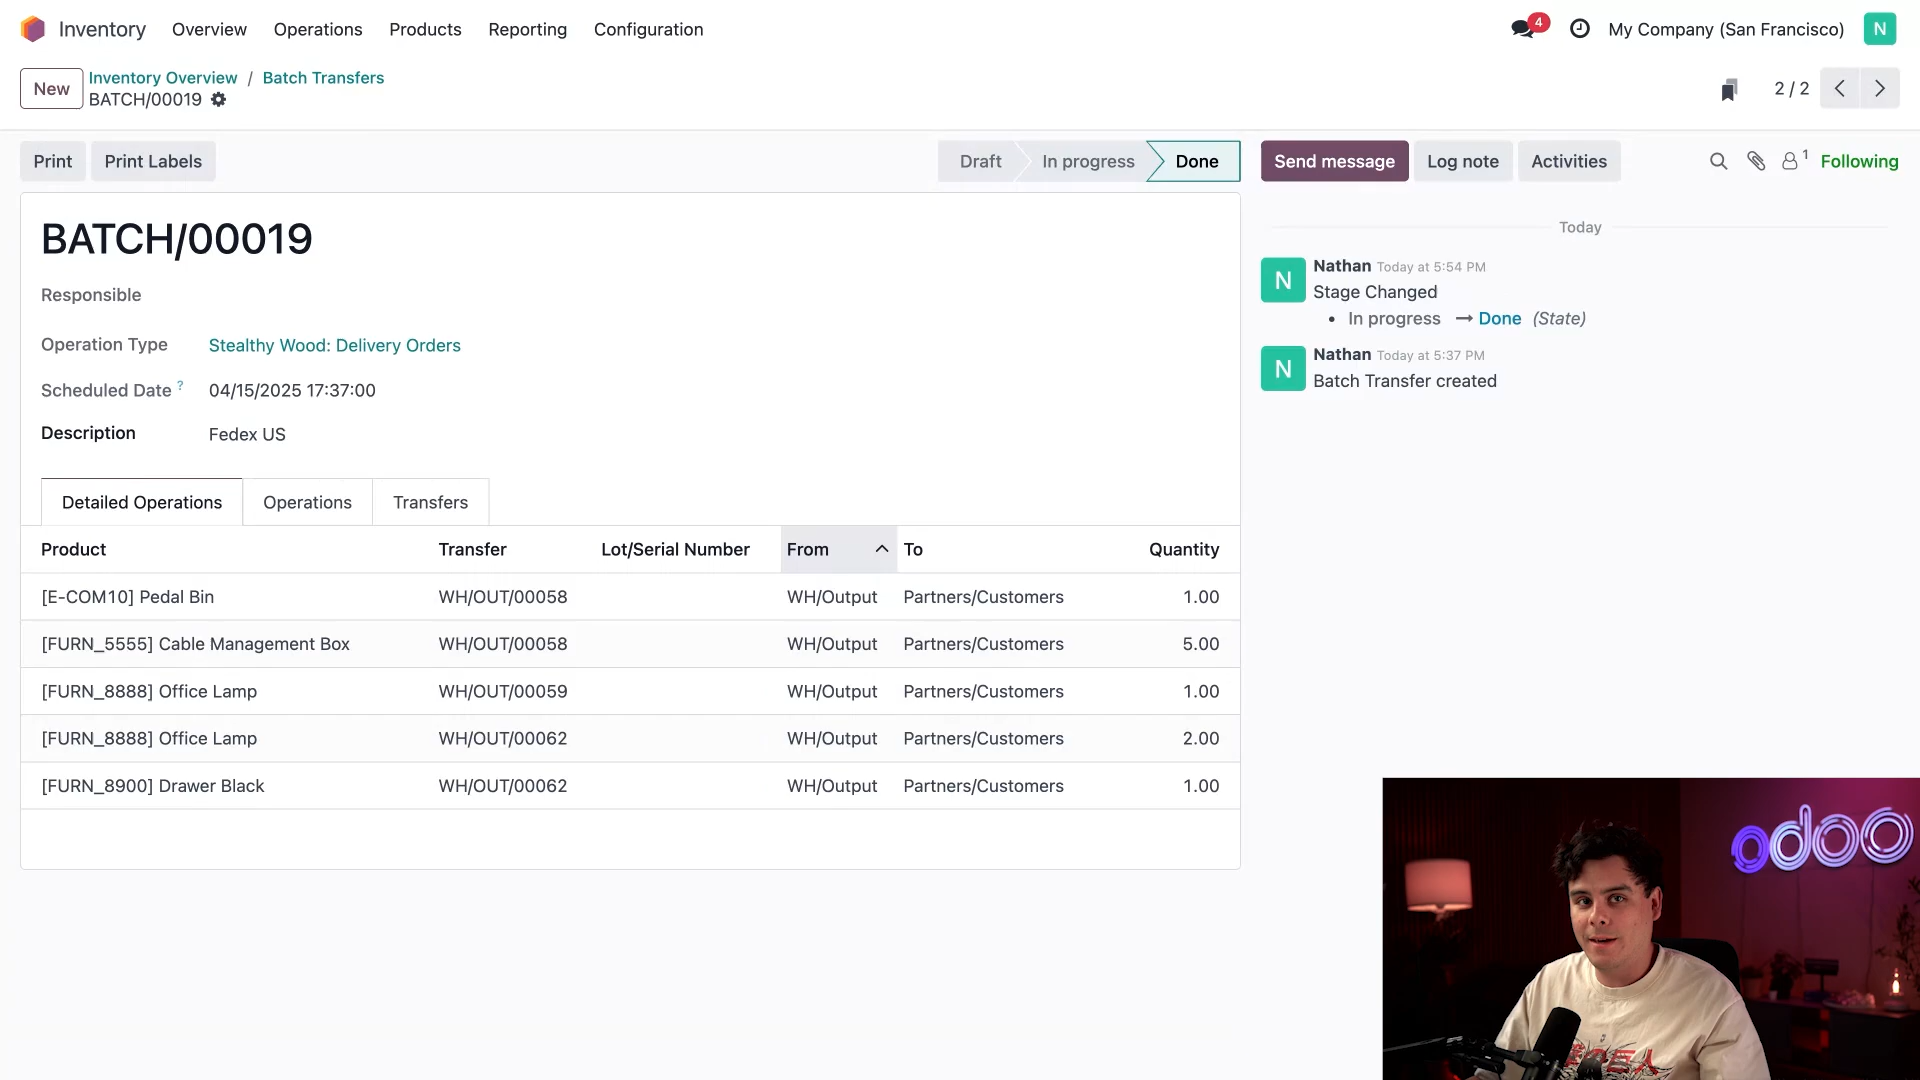 Inventory Overview Operations Products Reporting Configuration 4 My Company (San Francisco) N
New Inventory Overview / Batch Transfers
BATCH/00019
2 / 2
Print Print Labels Draft In progress Done Send message Log note Activities 1 Following
BATCH/00019
Responsible
Operation Type Stealthy Wood: Delivery Orders
Scheduled Date ? 04/15/2025 17:37:00
Description Fedex US
Detailed Operations Operations Transfers
Product Transfer Lot/Serial Number From To Quantity
[E-COM10] Pedal Bin WH/OUT/00058 WH/Output Partners/Customers 1.00
[FURN_5555] Cable Management Box WH/OUT/00058 WH/Output Partners/Customers 5.00
[FURN_8888] Office Lamp WH/OUT/00059 WH/Output Partners/Customers 1.00
[FURN_8888] Office Lamp WH/OUT/00062 WH/Output Partners/Customers 2.00
[FURN_8900] Drawer Black WH/OUT/00062 WH/Output Partners/Customers 1.00
Today
N Nathan Today at 5:54 PM
Stage Changed
• In progress → Done (State)
N Nathan Today at 5:37 PM
Batch Transfer created
odoo